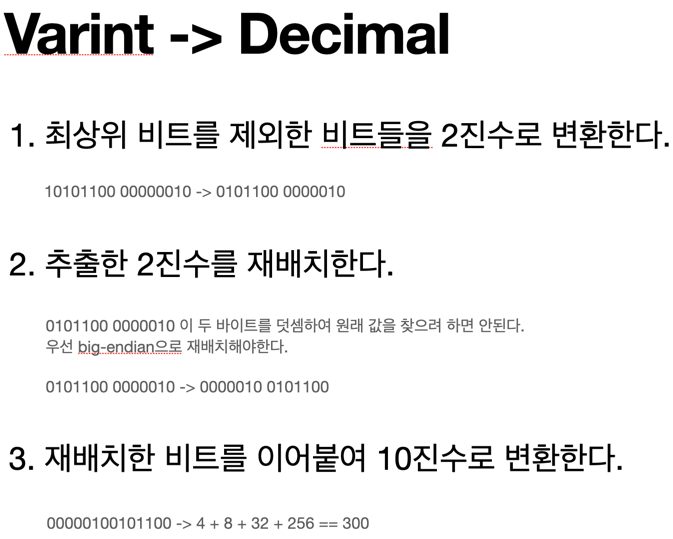 Varint -> Decimal
1. 최상위 비트를 제외한 비트들을 2진수로 변환한다.
10101100 00000010 -> 0101100 0000010
2. 추출한 2진수를 재배치한다.
0101100 0000010 이 두 바이트를 덧셈하여 원래 값을 찾으려 하면 안된다.
우선 big-endian으로 재배치해야한다.
0101100 0000010 -> 0000010 0101100
3. 재배치한 비트를 이어붙여 10진수로 변환한다.
00000100101100 -> 4 + 8 + 32 + 256 == 300